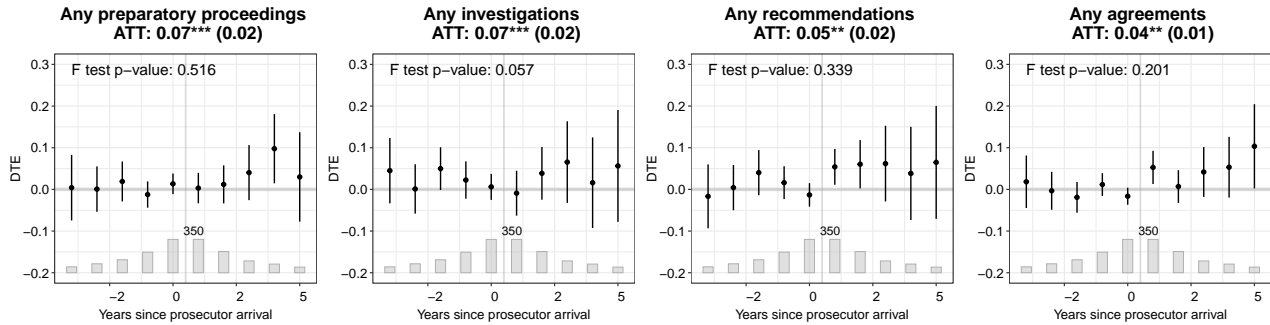 Any preparatory proceedings
ATT: 0.07*** (0.02)
F test p−value: 0.516
0.3
0.2
0.1
0.0
−0.1
−0.2
DTE
350
−2
0
2
5
Years since prosecutor arrival
Any investigations
ATT: 0.07*** (0.02)
F test p−value: 0.057
0.3
0.2
0.1
0.0
−0.1
−0.2
DTE
350
−2
0
2
5
Years since prosecutor arrival
Any recommendations
ATT: 0.05** (0.02)
F test p−value: 0.339
0.3
0.2
0.1
0.0
−0.1
−0.2
DTE
350
−2
0
2
5
Years since prosecutor arrival
Any agreements
ATT: 0.04** (0.01)
F test p−value: 0.201
0.3
0.2
0.1
0.0
−0.1
−0.2
DTE
350
−2
0
2
5
Years since prosecutor arrival